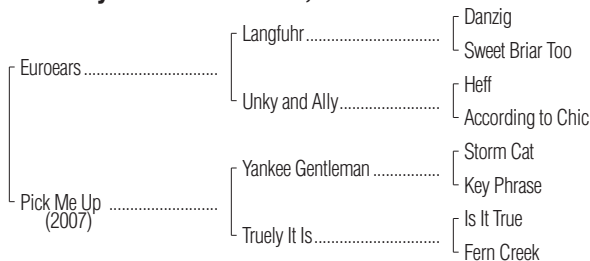 Danzig
Langfuhr
Sweet Briar Too
Euroears
Heff
Unky and Ally
According to Chic
Storm Cat
Yankee Gentleman
Key Phrase
Pick Me Up
(2007)
Is It True
Truely It Is
Fern Creek